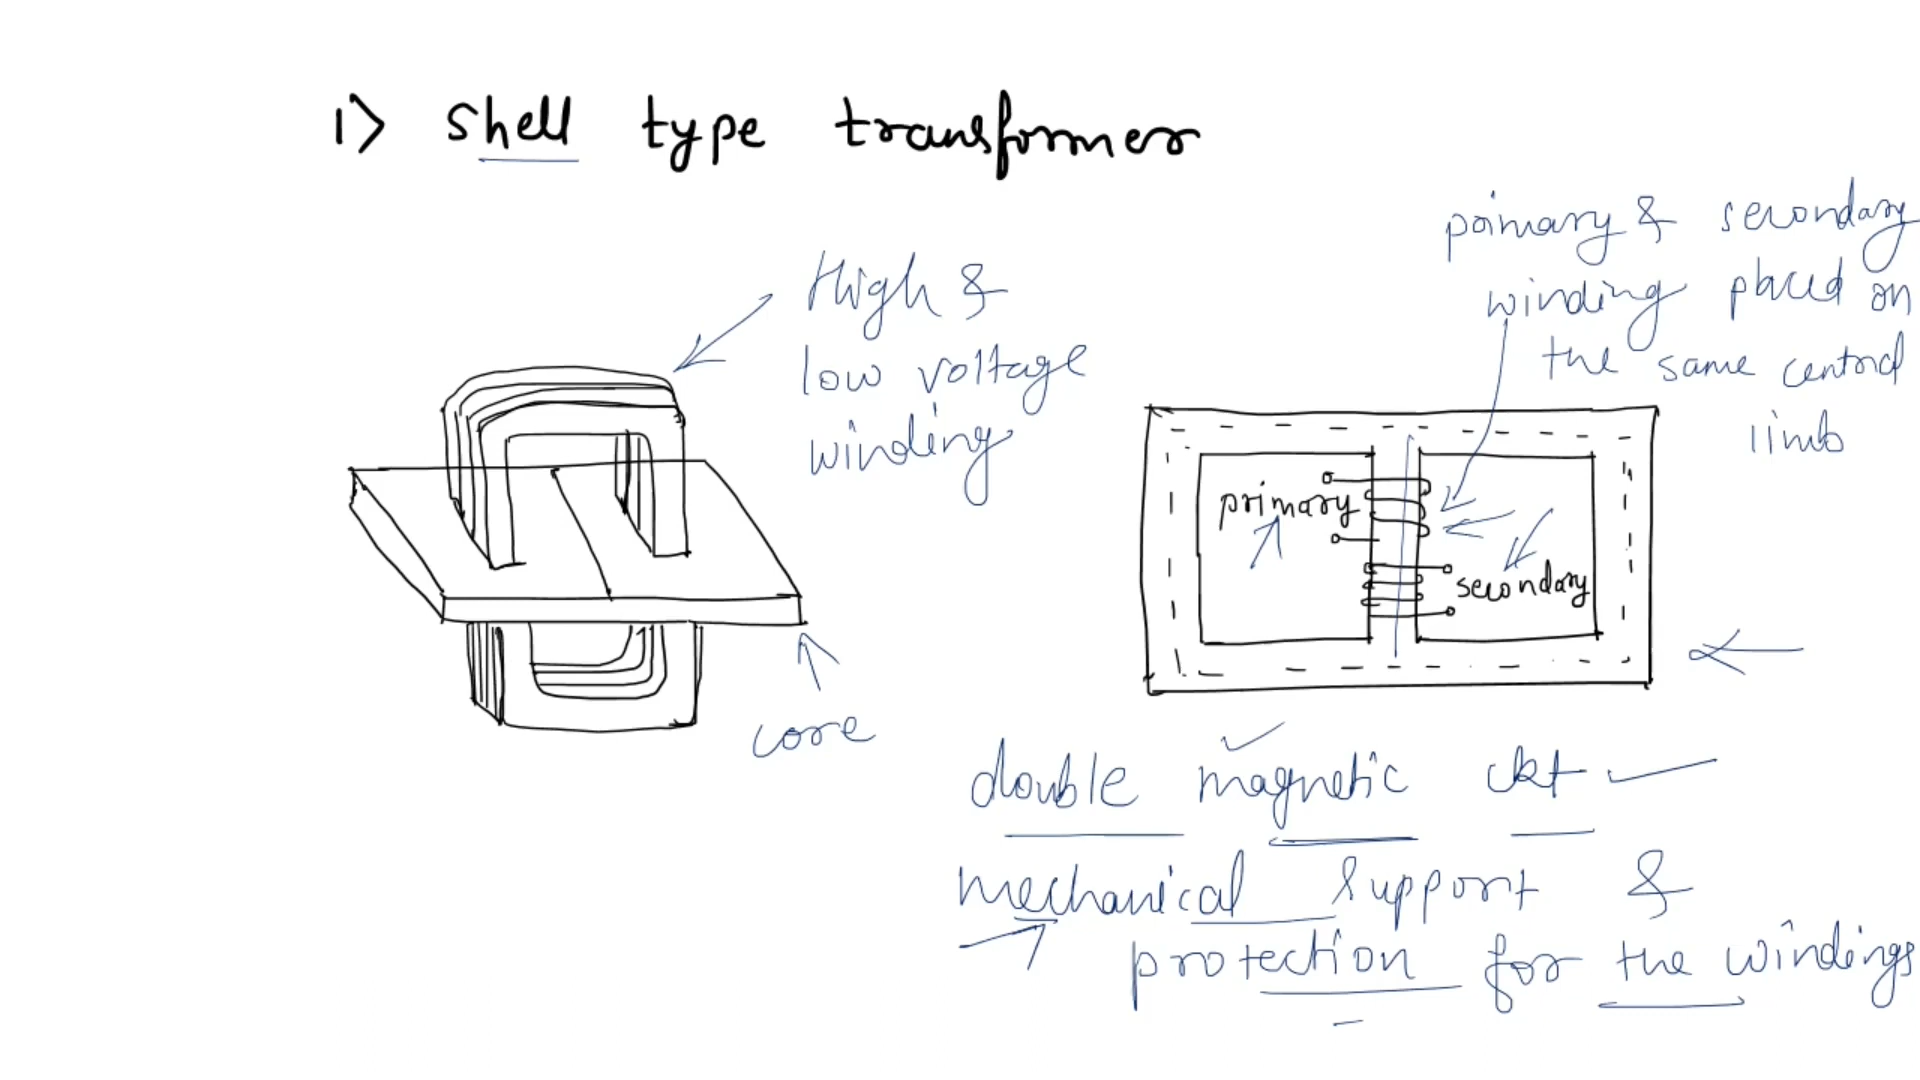 1) Shell type transformer
High &
low voltage
winding
primary & secondary
winding placed on
the same central
limb
primary
secondary
core
double magnetic ckt
mechanical support &
protection for the windings